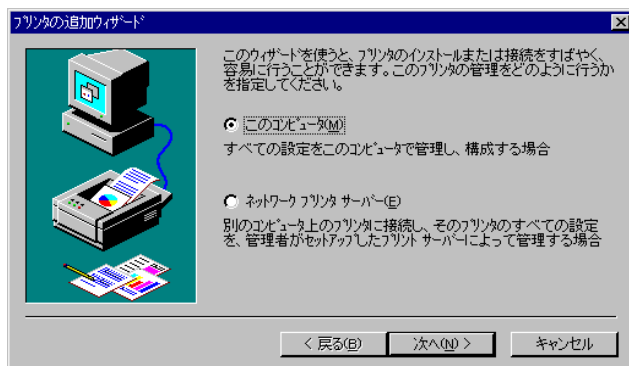 ﾌﾟﾘﾝﾀの追加ｳｨｻﾞｰﾄﾞ
このｳｨｻﾞｰﾄﾞを使うと、ﾌﾟﾘﾝﾀのｲﾝｽﾄｰﾙまたは接続をすばやく、
容易に行うことができます。このﾌﾟﾘﾝﾀの管理をどのように行うか
を指定してください。
このｺﾝﾋﾟｭｰﾀ(M)
すべての設定をこのｺﾝﾋﾟｭｰﾀで管理し、構成する場合
ﾈｯﾄﾜｰｸ ﾌﾟﾘﾝﾀ ｻｰﾊﾞｰ(E)
別のｺﾝﾋﾟｭｰﾀ上のﾌﾟﾘﾝﾀに接続し、そのﾌﾟﾘﾝﾀのすべての設定
を、管理者がｾｯﾄｱｯﾌﾟしたﾌﾟﾘﾝﾄ ｻｰﾊﾞｰによって管理する場合
< 戻る(B)
次へ(N) >
キャンセル